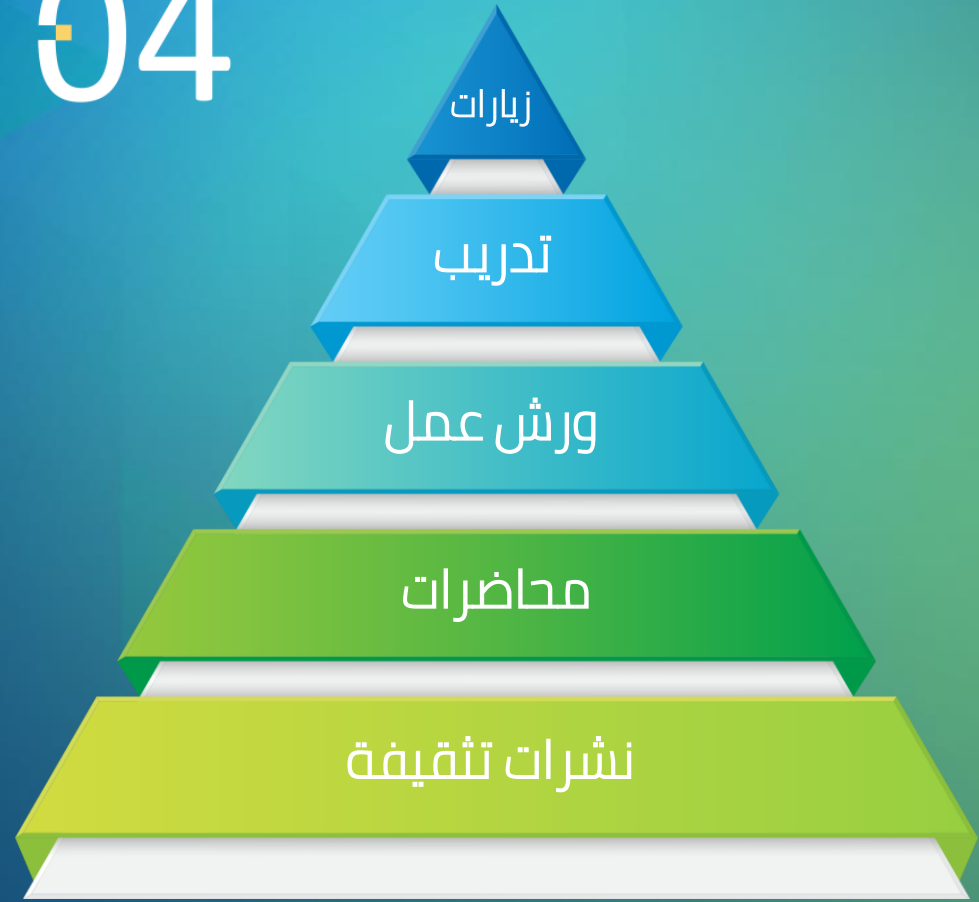 04
زيارات
تدريب
ورش عمل
محاضرات
نشرات تثقيفة